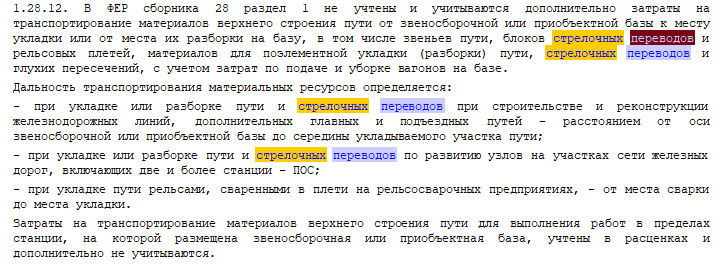 1.28.12. В ФЕР сборника 28 раздел 1 не учтены и учитываются дополнительно затраты на
транспортирование материалов верхнего строения пути от звеносборочной или приобъектной базы к месту
укладки или от места их разборки на базу, в том числе звеньев пути, блоков стрелочных переводов и
рельсовых плетей, материалов для поэлементной укладки (разборки) пути, стрелочных переводов и
глухих пересечений, с учетом затрат по подаче и уборке вагонов на базе.
Дальность транспортирования материальных ресурсов определяется:
- при укладке или разборке пути и стрелочных переводов при строительстве и реконструкции
железнодорожных линий, дополнительных главных и подъездных путей - расстоянием от оси
звеносборочной или приобъектной базы до середины укладываемого участка пути;
- при укладке или разборке пути и стрелочных переводов по развитию узлов на участках сети железных
дорог, включающих две и более станции - ПОС;
- при укладке пути рельсами, сваренными в плети на рельсосварочных предприятиях, - от места сварки
до места укладки.
Затраты на транспортирование материалов верхнего строения пути для выполнения работ в пределах
станции, на которой размещена звеносборочная или приобъектная база, учтены в расценках и
дополнительно не учитываются.